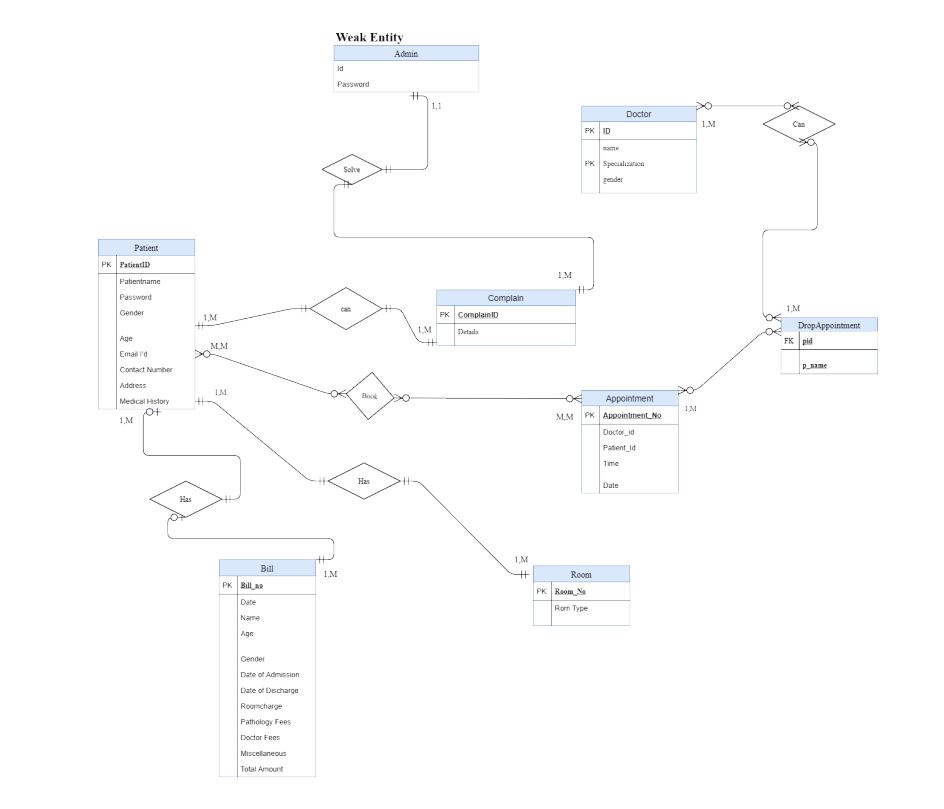 Weak Entity
Admin
Id
Password
1,1
Solve
Doctor
PK ID
name
PK Specialization
gender
1,M
Can
Patient
PK PatientID
Patientname
Password
Gender
Age
Email I'd
Contact Number
Address
Medical History
1,M
can
1,M
1,M
Complain
PK ComplainID
Details
1,M
DropAppointment
FK pid
p_name
M,M
Book
M,M
Appointment
PK Appointment_No
Doctor_id
Patient_Id
Time
Date
1,M
1,M
Has
1,M
Room
PK Room_No
Rom Type
1,M
Has
1,M
Bill
PK Bill_no
Date
Name
Age
Gender
Date of Admission
Date of Discharge
Roomcharge
Pathology Fees
Doctor Fees
Miscellaneous
Total Amount